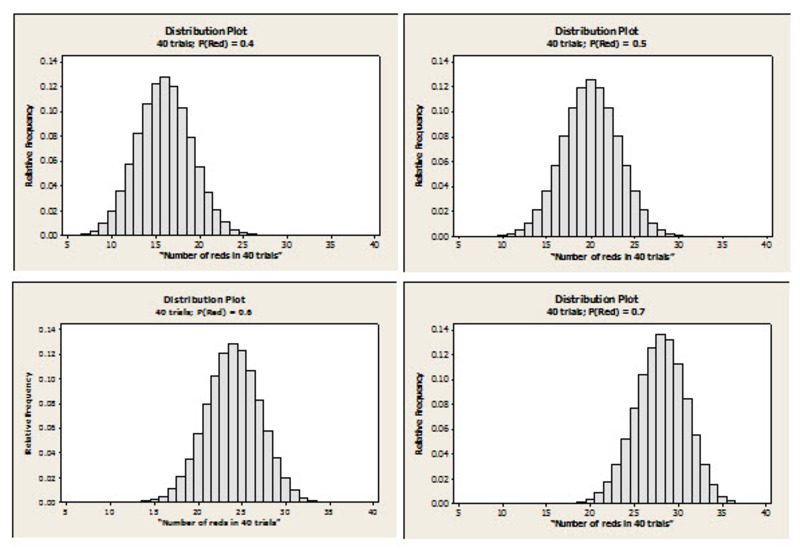 Distribution Plot
40 trials; P(Red) = 0.4
Relative Frequency
0.14
0.12
0.10
0.08
0.06
0.04
0.02
0.00
5 10 15 20 25 30 35 40
"Number of reds in 40 trials"
Distribution Plot
40 trials; P(Red) = 0.5
Relative Frequency
0.14
0.12
0.10
0.08
0.06
0.04
0.02
0.00
5 10 15 20 25 30 35 40
"Number of reds in 40 trials"
Distribution Plot
40 trials; P(Red) = 0.6
Relative Frequency
0.14
0.12
0.10
0.08
0.06
0.04
0.02
0.00
5 10 15 20 25 30 35 40
"Number of reds in 40 trials"
Distribution Plot
40 trials; P(Red) = 0.7
Relative Frequency
0.14
0.12
0.10
0.08
0.06
0.04
0.02
0.00
5 10 15 20 25 30 35 40
"Number of reds in 40 trials"